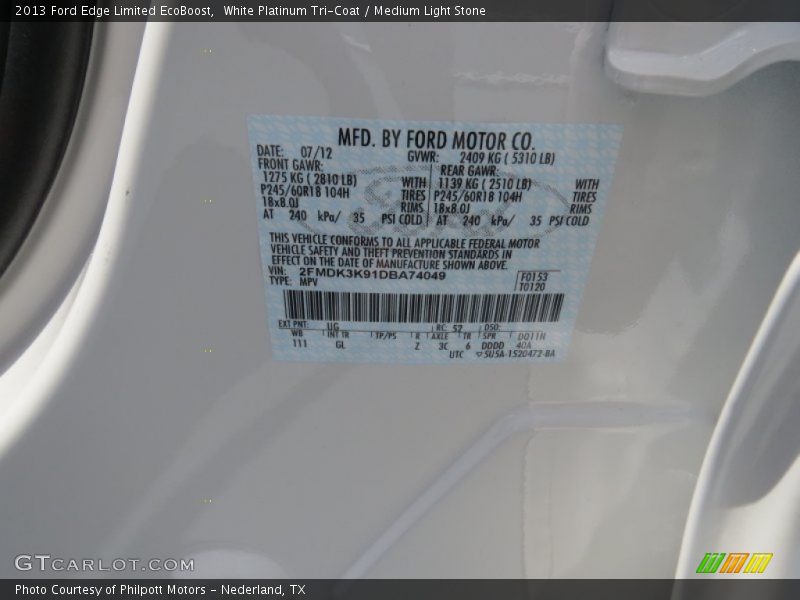 2013 Ford Edge Limited EcoBoost,  White Platinum Tri-Coat / Medium Light Stone
MFD. BY FORD MOTOR CO.
DATE: 07/12 GVWR: 2409 KG ( 5310 LB)
FRONT GAWR: REAR GAWR:
1275 KG ( 2810 LB) WITH 1139 KG ( 2510 LB) WITH
P245/60R18 104H TIRES P245/60R18 104H TIRES
18x8.0J RIMS 18x8.0J RIMS
AT 240 kPa/ 35 PSI COLD AT 240 kPa/ 35 PSI COLD
THIS VEHICLE CONFORMS TO ALL APPLICABLE FEDERAL MOTOR
VEHICLE SAFETY AND THEFT PREVENTION STANDARDS IN
EFFECT ON THE DATE OF MANUFACTURE SHOWN ABOVE.
VIN: 2FMDK3K91DBA74049 F0153
TYPE: MPV T0120
EXT PNT: UG RC: 57 DSO:
WB INT TR TP/PS R AXLE TR SPR D011N
111 GL Z 3C 6 DDDD 40A
UTC ▽5U5A-1520472-BA
GTCARLOT.COM
Photo Courtesy of Philpott Motors - Nederland, TX